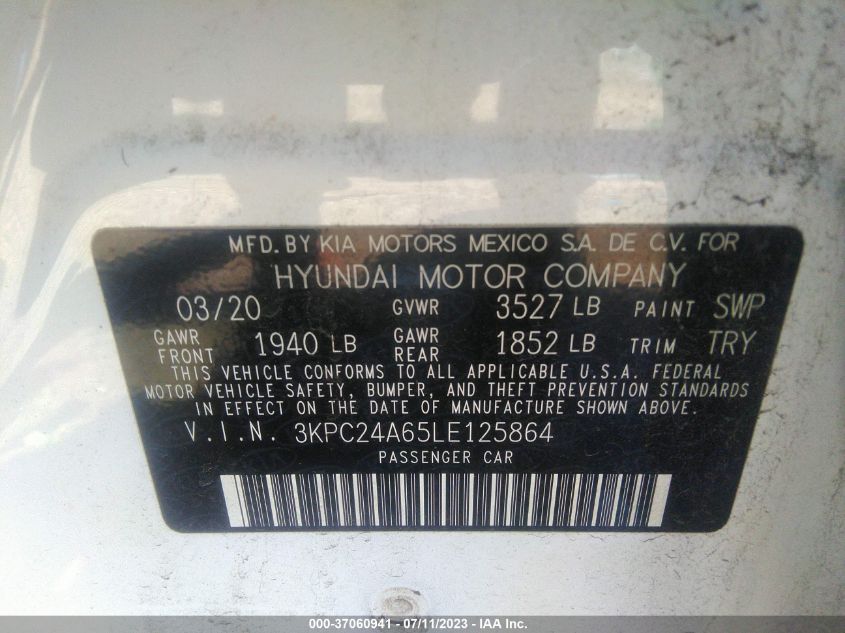 MFD. BY KIA MOTORS MEXICO S.A. DE C.V. FOR
HYUNDAI MOTOR COMPANY
03/20 GVWR 3527 LB PAINT SWP
GAWR FRONT 1940 LB GAWR REAR 1852 LB TRIM TRY
THIS VEHICLE CONFORMS TO ALL APPLICABLE U.S.A. FEDERAL
MOTOR VEHICLE SAFETY, BUMPER, AND THEFT PREVENTION STANDARDS
IN EFFECT ON THE DATE OF MANUFACTURE SHOWN ABOVE.
V.I.N. 3KPC24A65LE125864
PASSENGER CAR
000-37060941 - 07/11/2023 - IAA Inc.